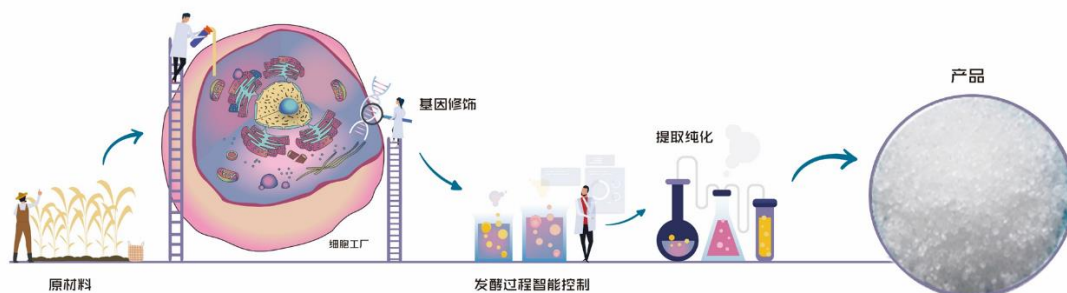 原材料
细胞工厂
基因修饰
发酵过程智能控制
提取纯化
产品